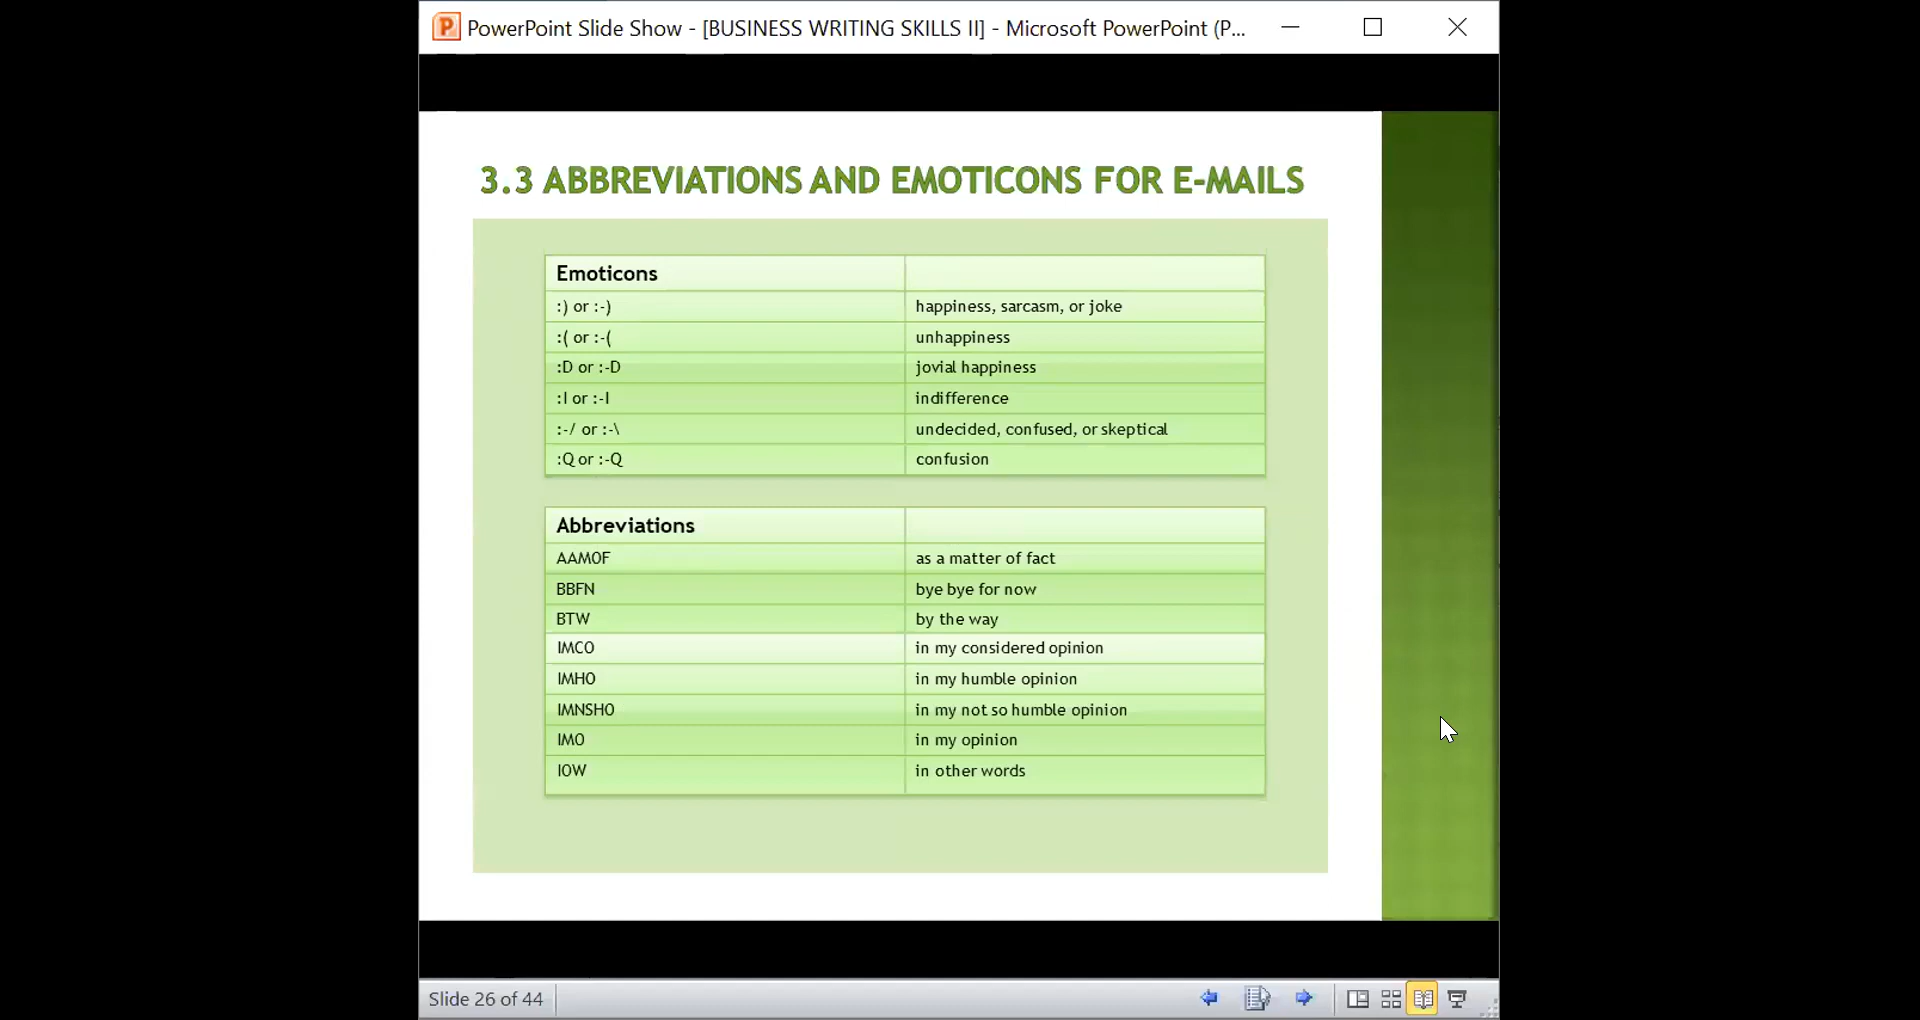 PowerPoint Slide Show - [BUSINESS WRITING SKILLS II] - Microsoft PowerPoint (P...
3.3 ABBREVIATIONS AND EMOTICONS FOR E-MAILS
Emoticons
:) or :-) happiness, sarcasm, or joke
:( or :-( unhappiness
:D or :-D jovial happiness
:I or :-I indifference
:-/ or :-\ undecided, confused, or skeptical
:Q or :-Q confusion
Abbreviations
AAMOF as a matter of fact
BBFN bye bye for now
BTW by the way
IMCO in my considered opinion
IMHO in my humble opinion
IMNSHO in my not so humble opinion
IMO in my opinion
IOW in other words
Slide 26 of 44